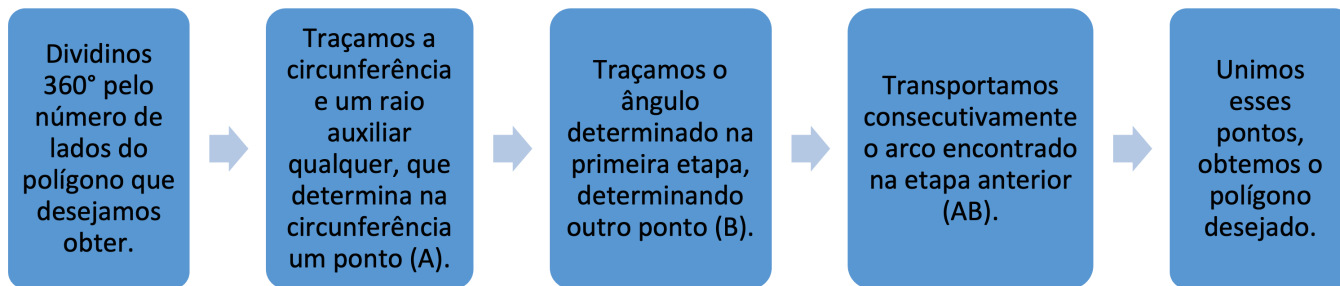 Dividinos
360° pelo
número de
lados do
polígono que
desejamos
obter.
Traçamos a
circunferência
e um raio
auxiliar
qualquer, que
determina na
circunferência
um ponto (A).
Traçamos o
ângulo
determinado na
primeira etapa,
determinando
outro ponto (B).
Transportamos
consecutivamente
o arco encontrado
na etapa anterior
(AB).
Unimos
esses
pontos,
obtemos o
polígono
desejado.